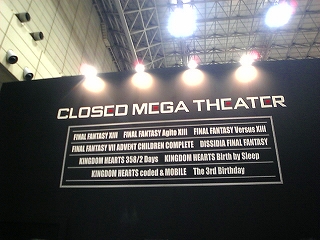 CLOSED MEGA THEATER
FINAL FANTASY XIII FINAL FANTASY Agito XIII FINAL FANTASY Versus XIII
FINAL FANTASY VII ADVENT CHILDREN COMPLETE DISSIDIA FINAL FANTASY
KINGDOM HEARTS 358/2 Days KINGDOM HEARTS Birth by Sleep
KINGDOM HEARTS coded & MOBILE The 3rd Birthday